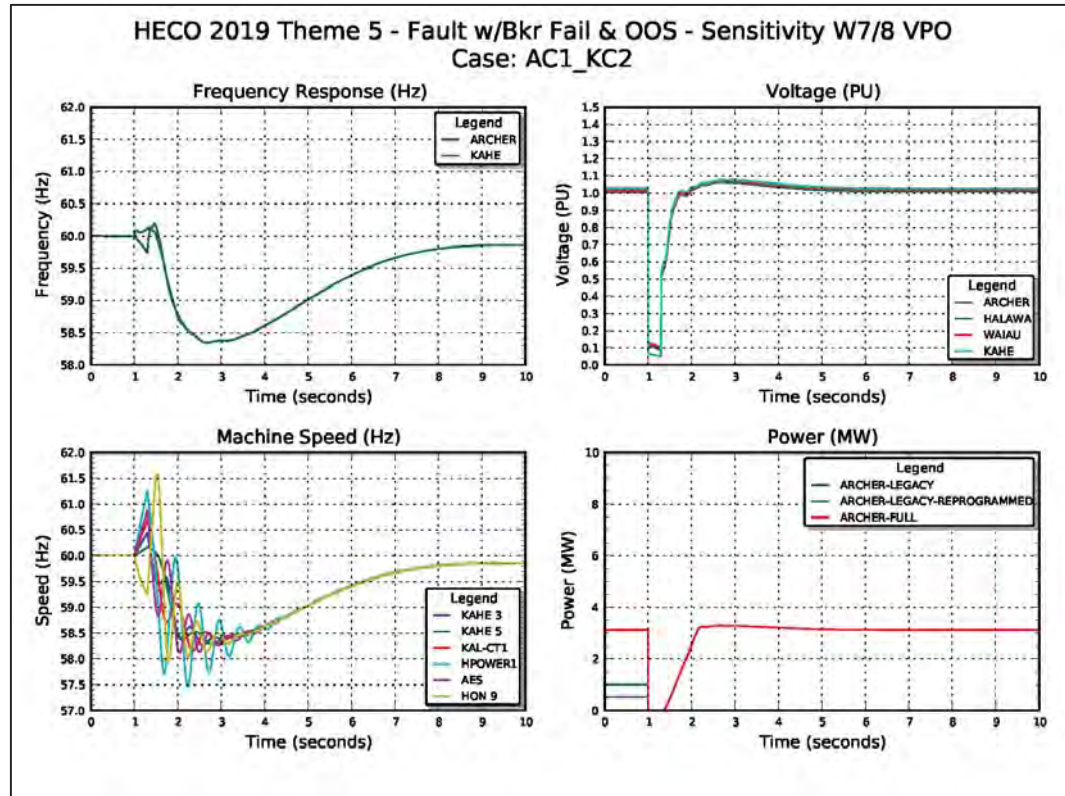 HECO 2019 Theme 5 - Fault w/Bkr Fail & OOS - Sensitivity W7/8 VPO
Case: AC1_KC2
Frequency Response (Hz)
Frequency (Hz)
62.0
61.5
61.0
60.5
60.0
59.5
59.0
58.5
58.0
0 1 2 3 4 5 6 7 8 9 10
Time (seconds)
Legend
ARCHER
KAHE
Voltage (PU)
Voltage (PU)
1.5
1.4
1.3
1.2
1.1
1.0
0.9
0.8
0.7
0.6
0.5
0.4
0.3
0.2
0.1
0.0
0 1 2 3 4 5 6 7 8 9 10
Time (seconds)
Legend
ARCHER
HALAWA
WAIAU
KAHE
Machine Speed (Hz)
Speed (Hz)
62.0
61.5
61.0
60.5
60.0
59.5
59.0
58.5
58.0
57.5
57.0
0 1 2 3 4 5 6 7 8 9 10
Time (seconds)
Legend
KAHE 3
KAHE 5
KAL-CT1
HPOWER1
AES
HON 9
Power (MW)
Power (MW)
10
8
6
4
2
0
0 1 2 3 4 5 6 7 8 9 10
Time (seconds)
Legend
ARCHER-LEGACY
ARCHER-LEGACY-REPROGRAMMED
ARCHER-FULL